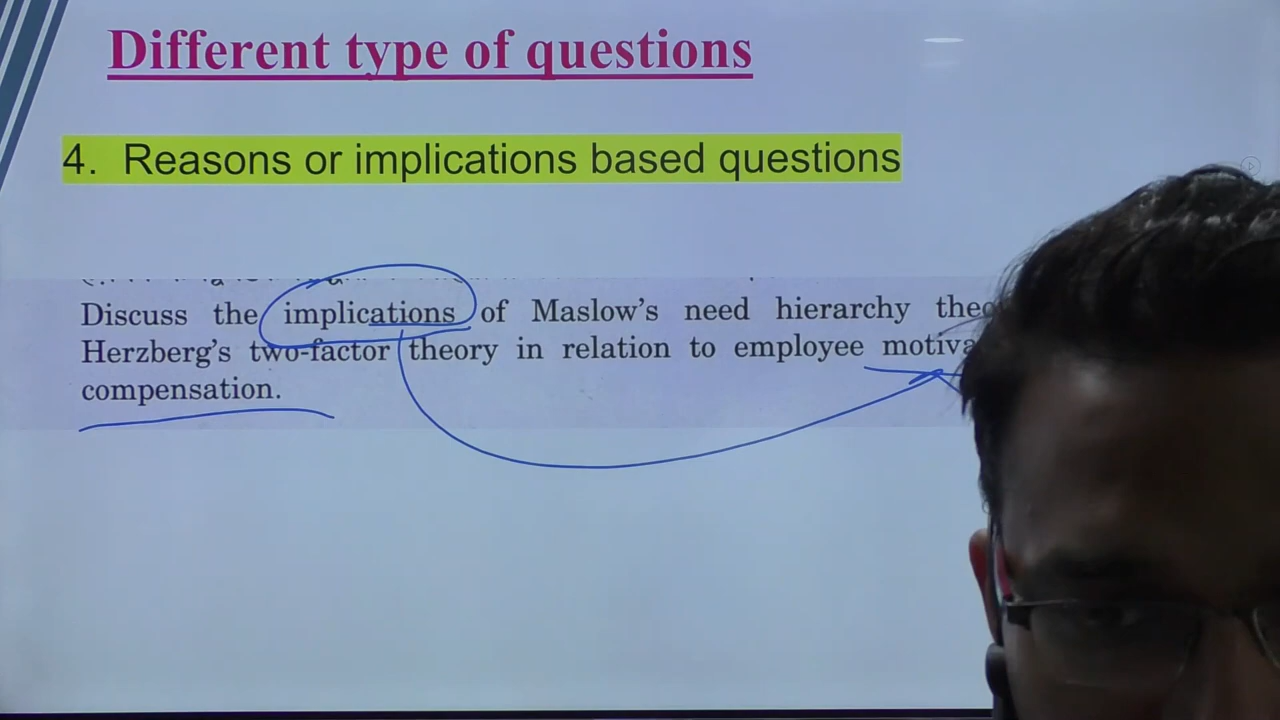 Different type of questions
4. Reasons or implications based questions
Discuss the implications of Maslow's need hierarchy
Herzberg's two-factor theory in relation to employee
compensation.